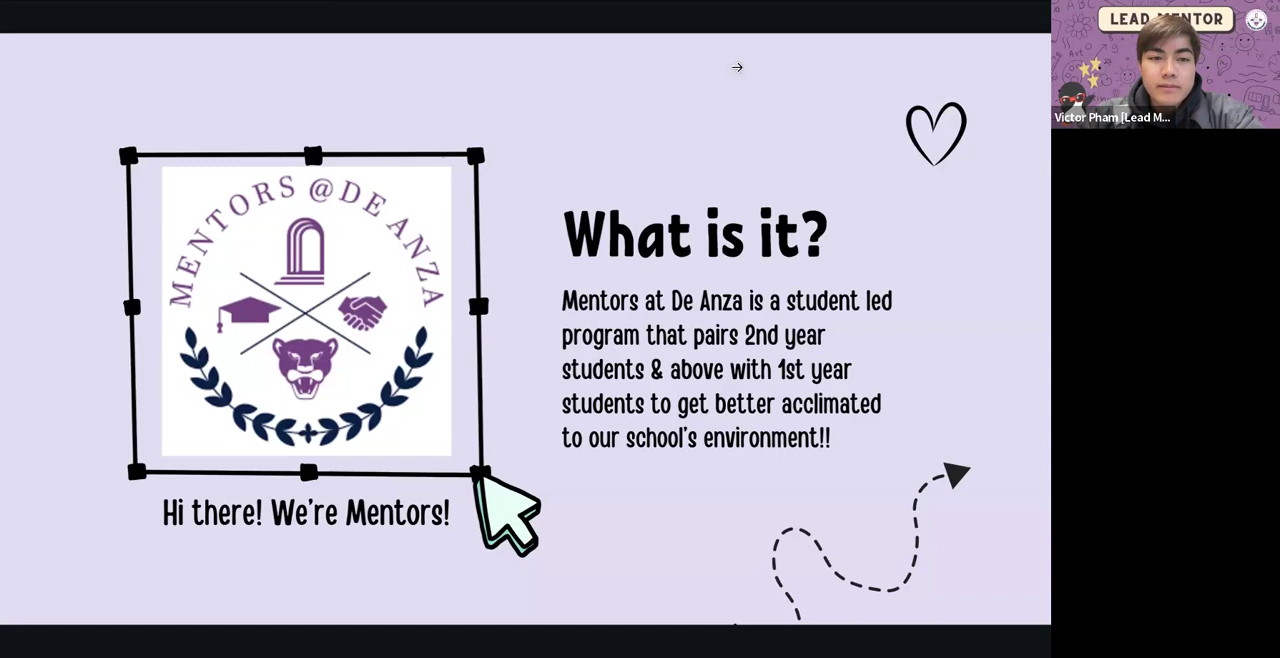 LEAD MENTOR
Victor Pham [Lead M...
MENTORS @ DE ANZA
What is it?
Mentors at De Anza is a student led
program that pairs 2nd year
students & above with 1st year
students to get better acclimated
to our school's environment!!
Hi there! We're Mentors!